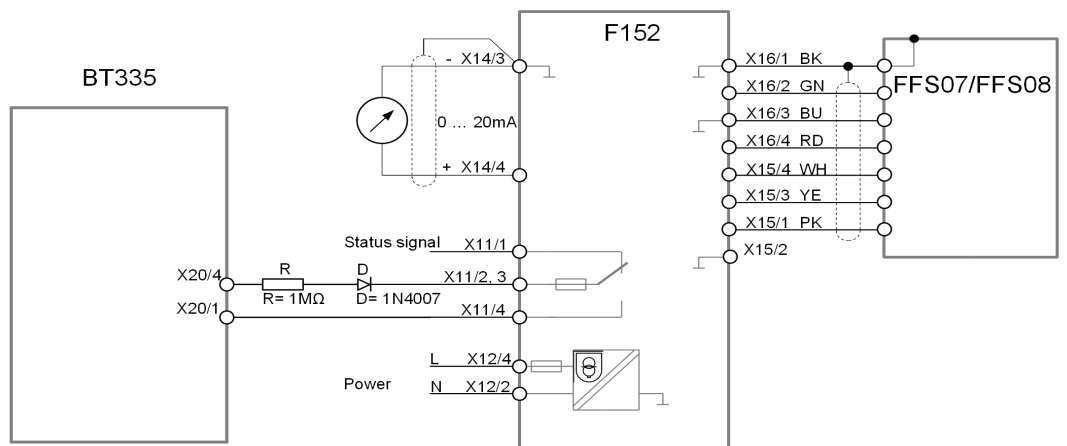 F152
BT335
FFS07/FFS08
- X14/3
0 ... 20mA
+ X14/4
X16/1 BK
X16/2 GN
X16/3 BU
X16/4 RD
X15/4 WH
X15/3 YE
X15/1 PK
X15/2
Status signal X11/1
X20/4
R
D
X11/2, 3
R= 1MΩ
D= 1N4007
X20/1
X11/4
L X12/4
Power
N X12/2